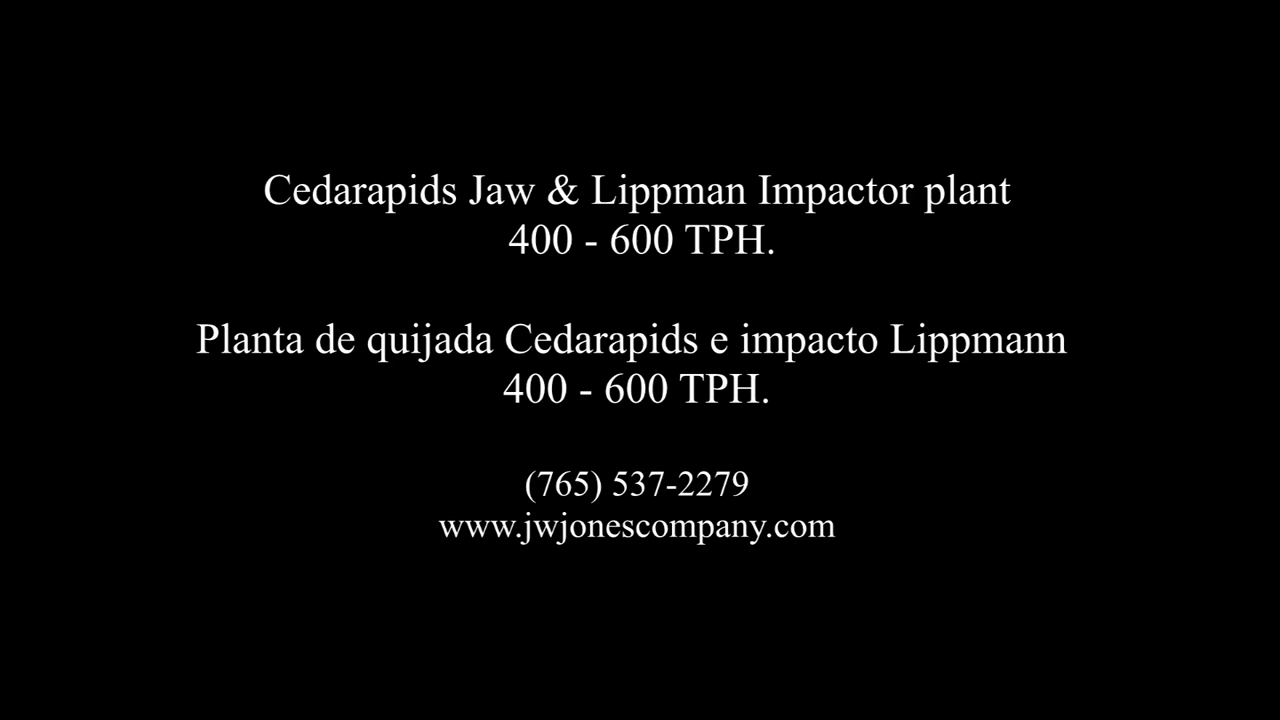 Cedarapids Jaw & Lippman Impactor plant
400 - 600 TPH.
Planta de quijada Cedarapids e impacto Lippmann
400 - 600 TPH.
(765) 537-2279
www.jwjonescompany.com